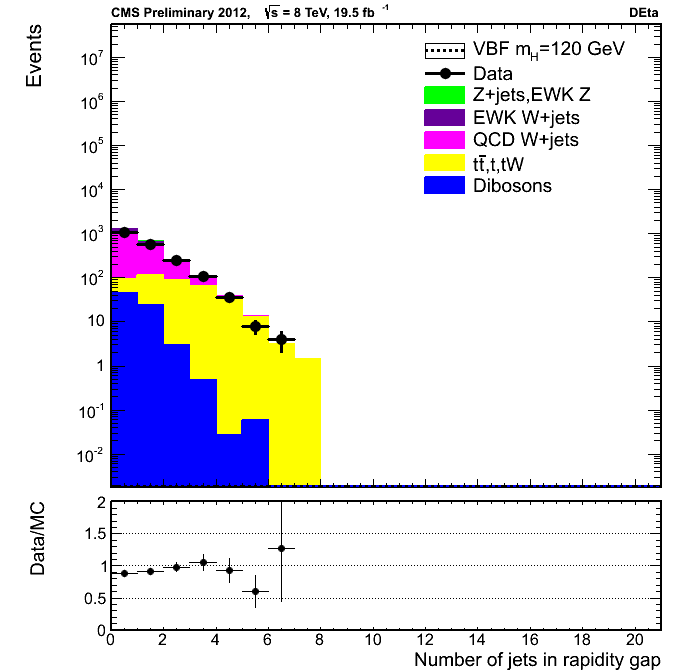 CMS Preliminary 2012, √s = 8 TeV, 19.5 fb⁻¹ DEta
Events
10⁷
10⁶
10⁵
10⁴
10³
10²
10
1
10⁻¹
10⁻²
VBF m_H=120 GeV
Data
Z+jets,EWK Z
EWK W+jets
QCD W+jets
tt̄,t,tW
Dibosons
Data/MC
2
1.5
1
0.5
0
0 2 4 6 8 10 12 14 16 18 20
Number of jets in rapidity gap